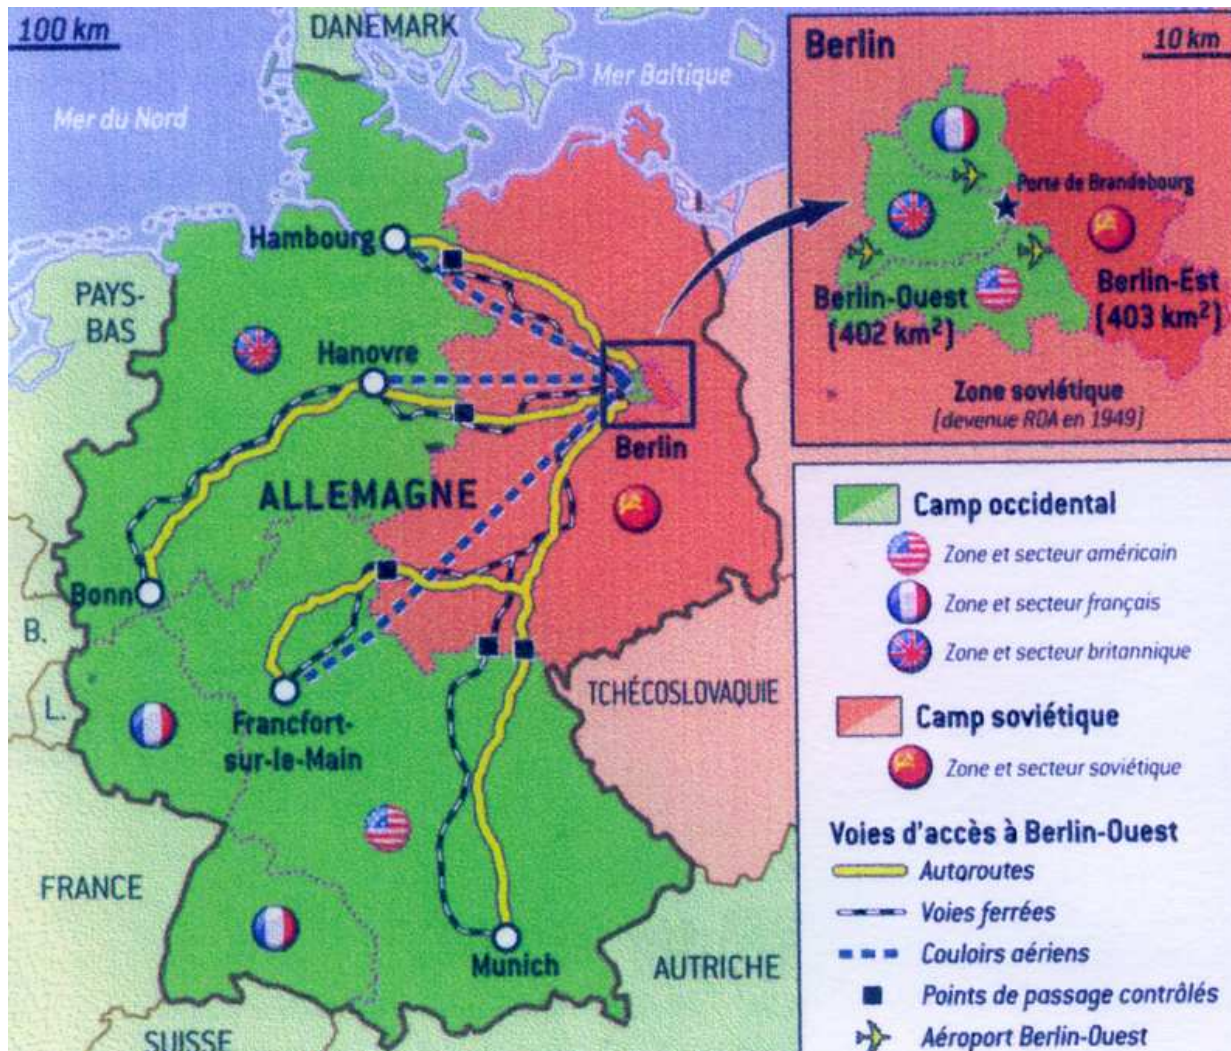 100 km
DANEMARK
Mer du Nord
Mer Baltique
Hambourg
PAYS-
BAS
Hanovre
Berlin
ALLEMAGNE
Bonn
B.
L.
Francfort-
sur-le-Main
TCHÉCOSLOVAQUIE
FRANCE
Munich
AUTRICHE
SUISSE
Berlin
10 km
Porte de Brandebourg
Berlin-Ouest
(402 km²)
Berlin-Est
(403 km²)
Zone soviétique
(devenue RDA en 1949)
Camp occidental
Zone et secteur américain
Zone et secteur français
Zone et secteur britannique
Camp soviétique
Zone et secteur soviétique
Voies d'accès à Berlin-Ouest
Autoroutes
Voies ferrées
Couloirs aériens
Points de passage contrôlés
Aéroport Berlin-Ouest